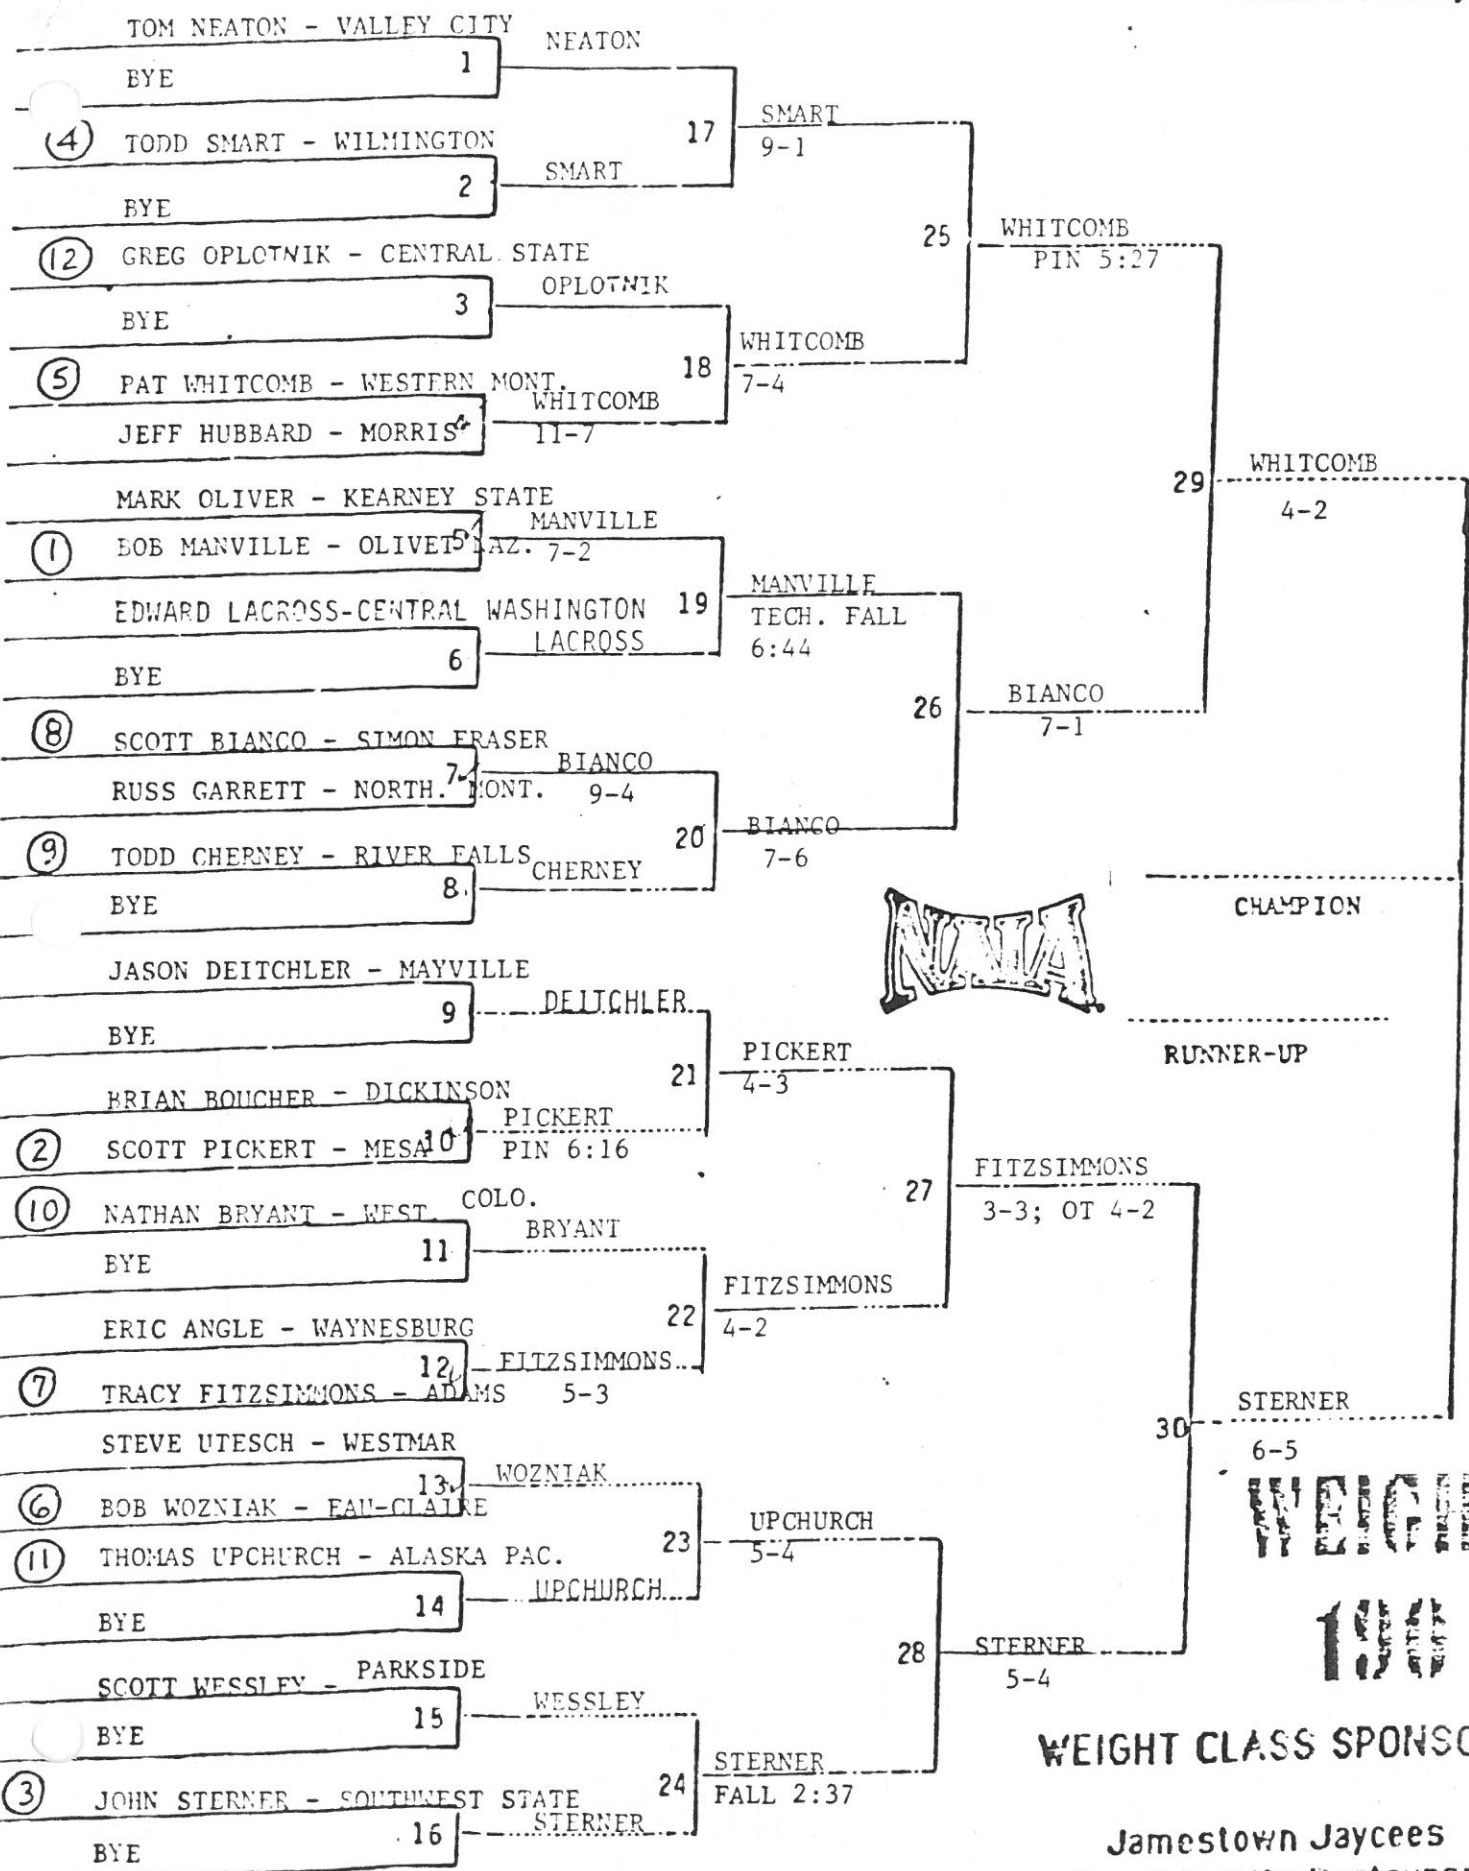 TOM NEATON - VALLEY CITY
BYE
1
NEATON
④ TODD SMART - WILMINGTON
BYE
2
SMART
17
SMART
9-1
⑫ GREG OPLOTNIK - CENTRAL STATE
BYE
3
OPLOTNIK
⑤ PAT WHITCOMB - WESTERN MONT.
JEFF HUBBARD - MORRIS
4
WHITCOMB
11-7
18
WHITCOMB
7-4
25
WHITCOMB
PIN 5:27
MARK OLIVER - KEARNEY STATE
① BOB MANVILLE - OLIVET NAZ.
5
MANVILLE
7-2
EDWARD LACROSS-CENTRAL WASHINGTON
BYE
6
LACROSS
19
MANVILLE
TECH. FALL
6:44
⑧ SCOTT BIANCO - SIMON FRASER
RUSS GARRETT - NORTH. MONT.
7
BIANCO
9-4
⑨ TODD CHERNEY - RIVER FALLS
BYE
8
CHERNEY
20
BIANCO
7-6
26
BIANCO
7-1
29
WHITCOMB
4-2
NAIA
CHAMPION
RUNNER-UP
JASON DEITCHLER - MAYVILLE
BYE
9
DEITCHLER
BRIAN BOUCHER - DICKINSON
② SCOTT PICKERT - MESA
10
PICKERT
PIN 6:16
21
PICKERT
4-3
⑩ NATHAN BRYANT - WEST. COLO.
BYE
11
BRYANT
ERIC ANGLE - WAYNESBURG
⑦ TRACY FITZSIMMONS - ADAMS
12
FITZSIMMONS
5-3
22
FITZSIMMONS
4-2
27
FITZSIMMONS
3-3; OT 4-2
STEVE UTESCH - WESTMAR
⑥ BOB WOZNIAK - EAU-CLAIRE
13
WOZNIAK
⑪ THOMAS UPCHURCH - ALASKA PAC.
BYE
14
UPCHURCH
23
UPCHURCH
5-4
SCOTT WESSLEY - PARKSIDE
BYE
15
WESSLEY
③ JOHN STERNER - SOUTHWEST STATE
BYE
16
STERNER
24
STERNER
FALL 2:37
28
STERNER
5-4
30
STERNER
6-5
WEIGH
190
WEIGHT CLASS SPONSO
Jamestown Jaycees